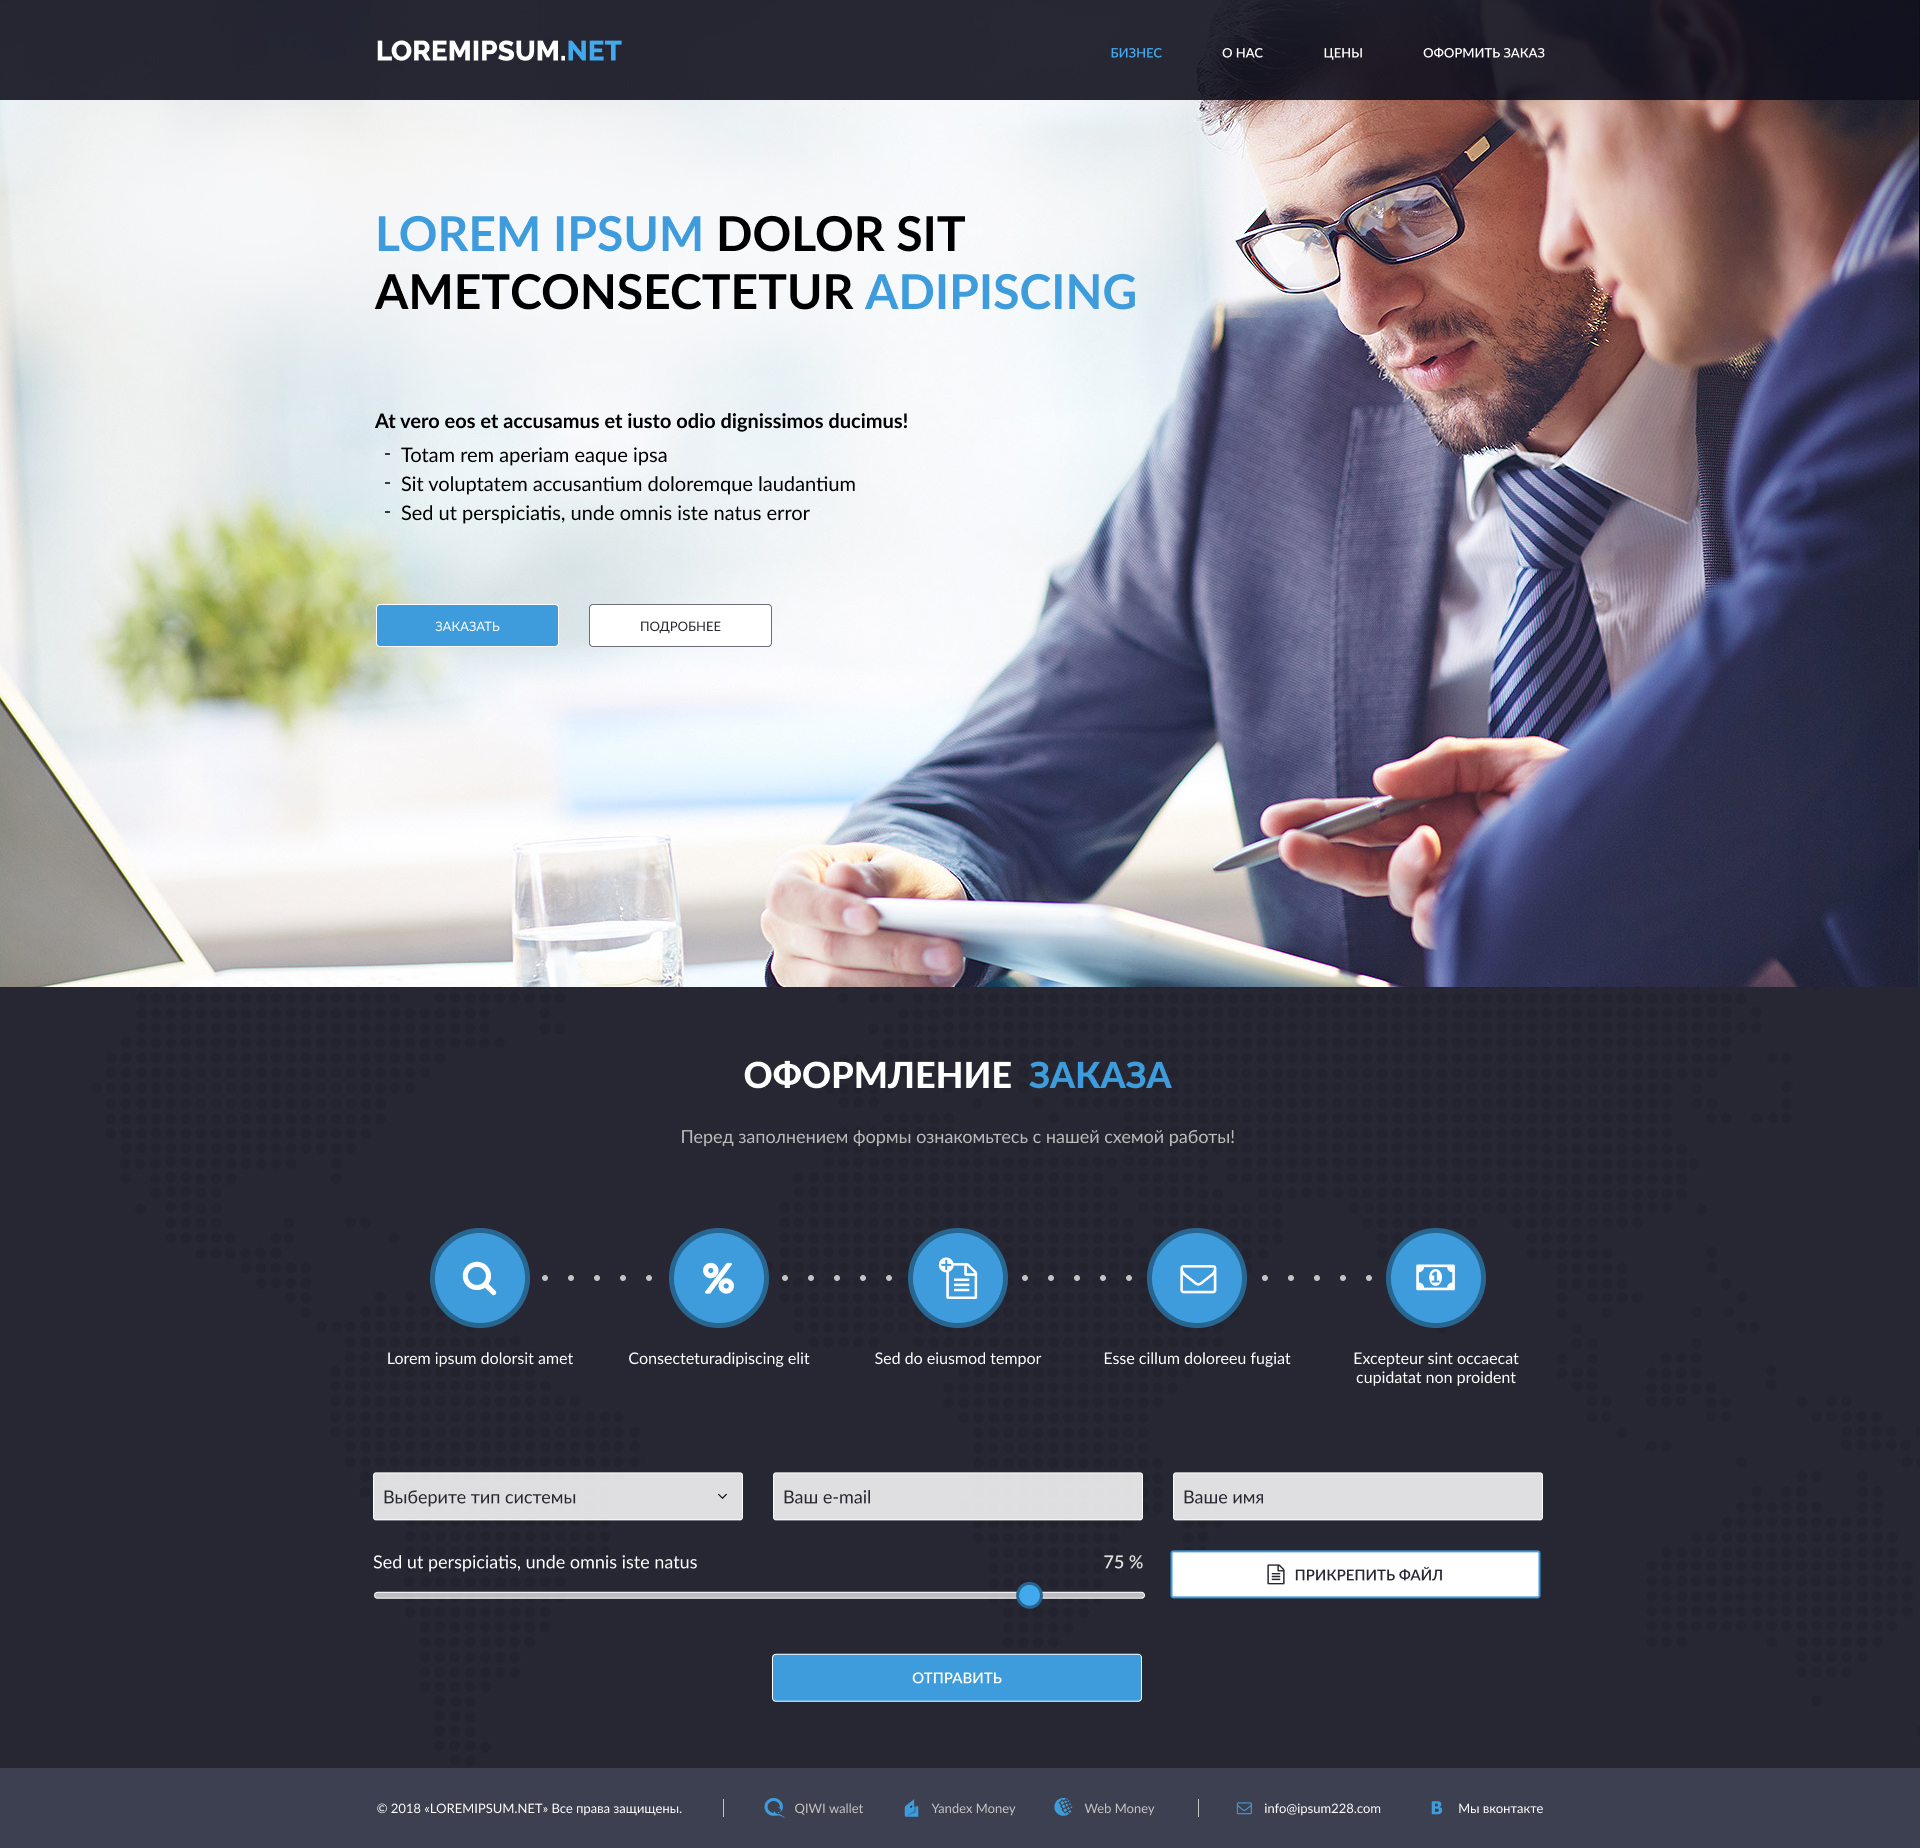 LOREMIPSUM.NET
БИЗНЕС
О НАС
ЦЕНЫ
ОФОРМИТЬ ЗАКАЗ
LOREM IPSUM DOLOR SIT
AMETCONSECTETUR ADIPISCING
At vero eos et accusamus et iusto odio dignissimos ducimus!
- Totam rem aperiam eaque ipsa
- Sit voluptatem accusantium doloremque laudantium
- Sed ut perspiciatis, unde omnis iste natus error
ЗАКАЗАТЬ
ПОДРОБНЕЕ
ОФОРМЛЕНИЕ ЗАКАЗА
Перед заполнением формы ознакомьтесь с нашей схемой работы!
Lorem ipsum dolorsit amet
Consecteturadipiscing elit
Sed do eiusmod tempor
Esse cillum doloreeu fugiat
Excepteur sint occaecat
cupidatat non proident
Выберите тип системы
Ваш e-mail
Ваше имя
Sed ut perspiciatis, unde omnis iste natus
75 %
ПРИКРЕПИТЬ ФАЙЛ
ОТПРАВИТЬ
© 2018 «LOREMIPSUM.NET» Все права защищены.
QIWI wallet
Yandex Money
Web Money
info@ipsum228.com
Мы вконтакте